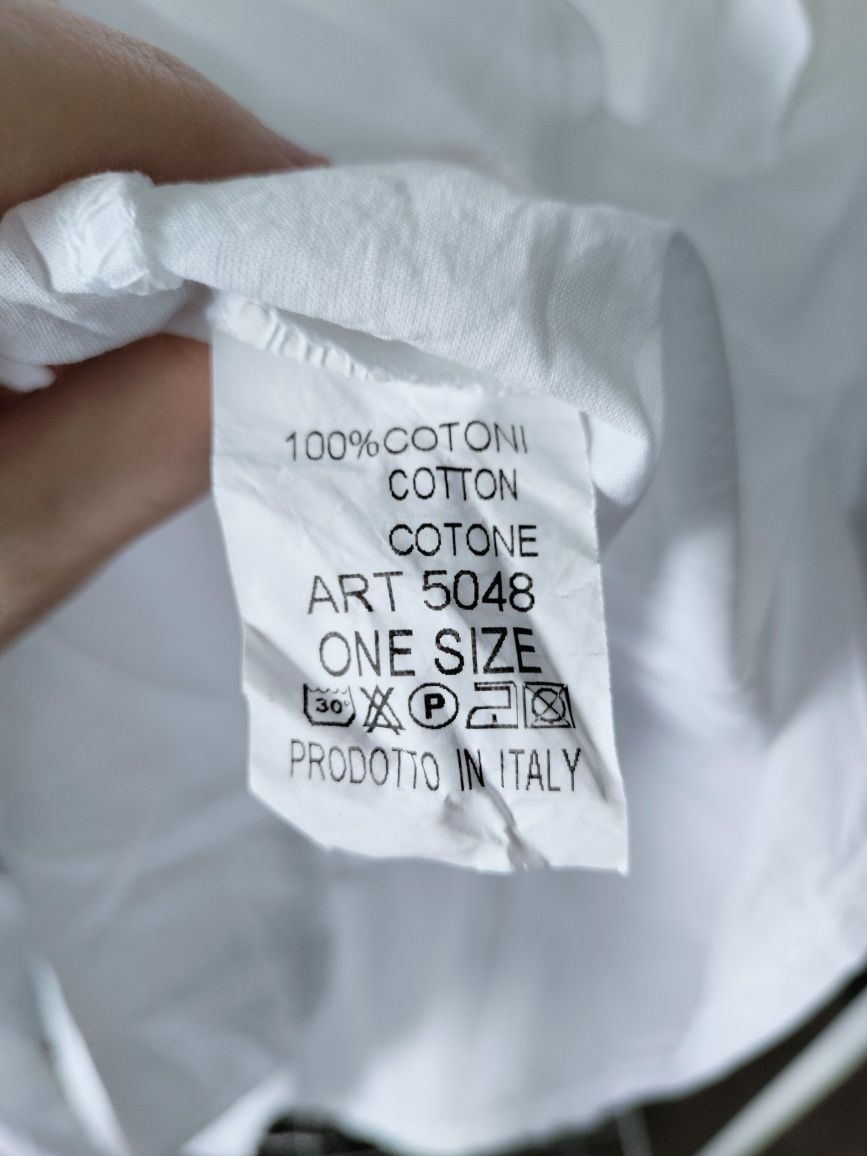 100%COTONI
COTTON
COTONE
ART 5048
ONE SIZE
30° P
PRODOTTO IN ITALY